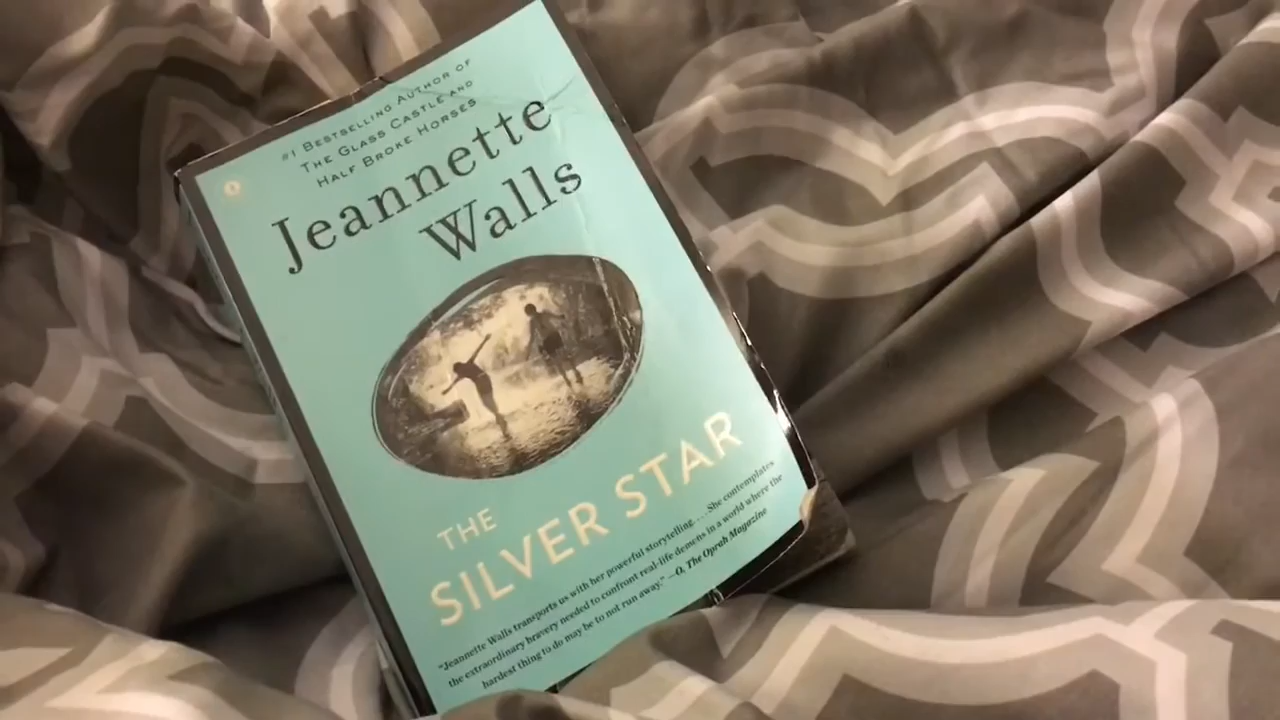 #1 Bestselling Author of
The Glass Castle and
Half Broke Horses
Jeannette
Walls
THE
SILVER STAR
"Jeannette Walls transports us with her powerful storytelling. . . . She contemplates
the extraordinary bravery needed to confront real-life demons in a world where the
hardest thing to do may be to not run away." —O, The Oprah Magazine